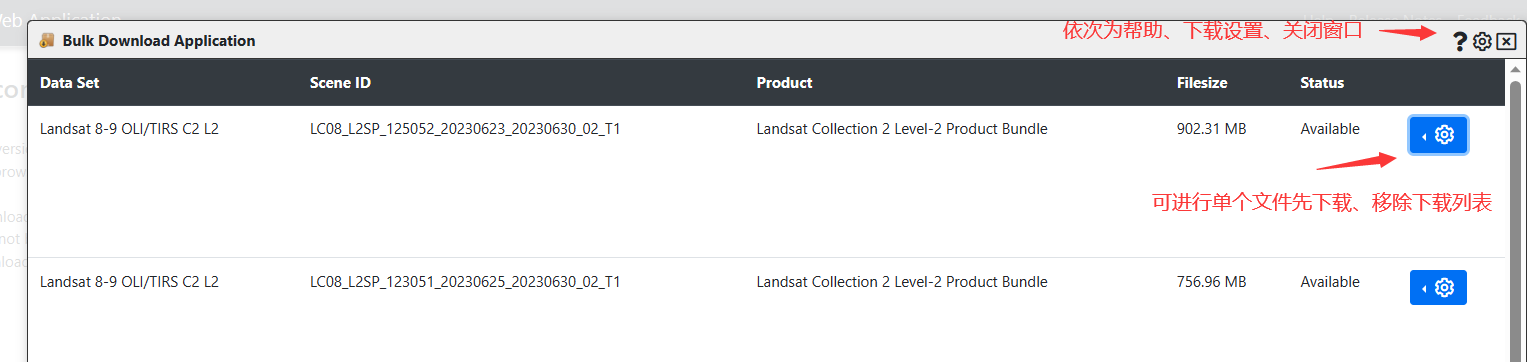 Web Application
依次为帮助、下载设置、关闭窗口
Bulk Download Application
Data Set Scene ID Product Filesize Status
Landsat 8-9 OLI/TIRS C2 L2 LC08_L2SP_125052_20230623_20230630_02_T1 Landsat Collection 2 Level-2 Product Bundle 902.31 MB Available
可进行单个文件先下载、移除下载列表
Landsat 8-9 OLI/TIRS C2 L2 LC08_L2SP_123051_20230625_20230630_02_T1 Landsat Collection 2 Level-2 Product Bundle 756.96 MB Available